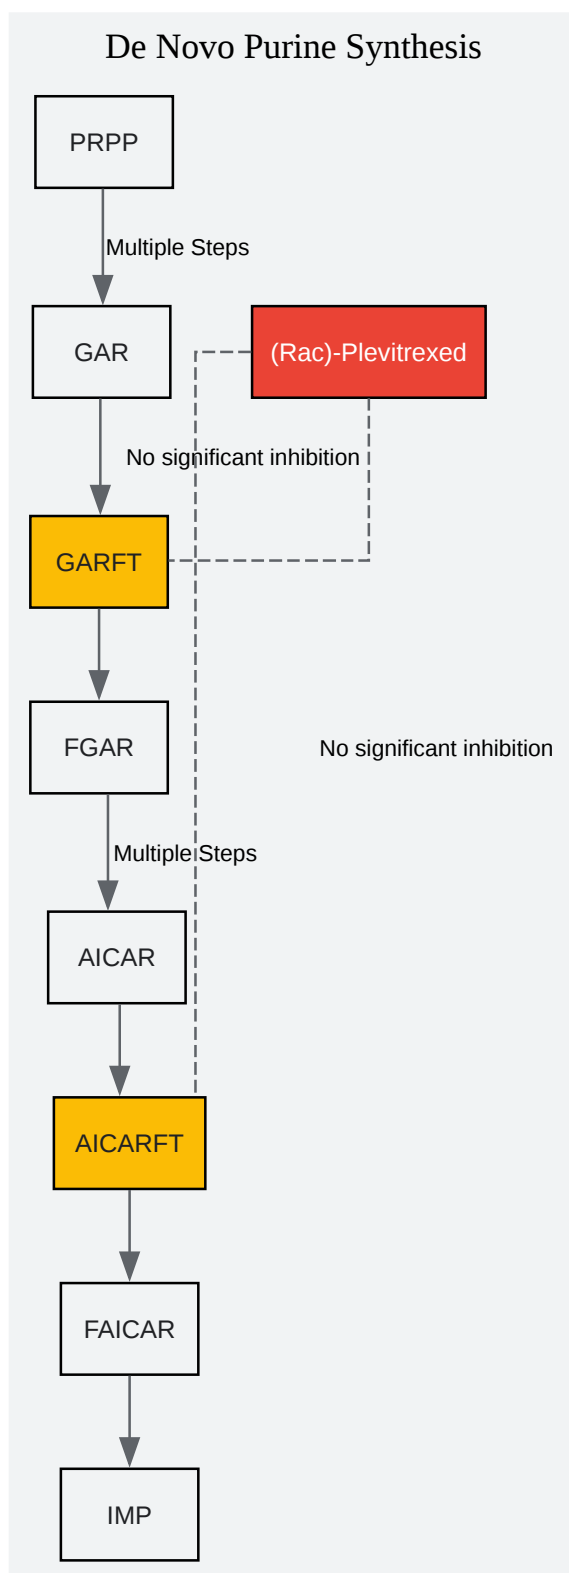 De Novo Purine Synthesis
PRPP
Multiple Steps
GAR
(Rac)-Plevitrexed
No significant inhibition
GARFT
FGAR
No significant inhibition
Multiple Steps
AICAR
AICARFT
FAICAR
IMP